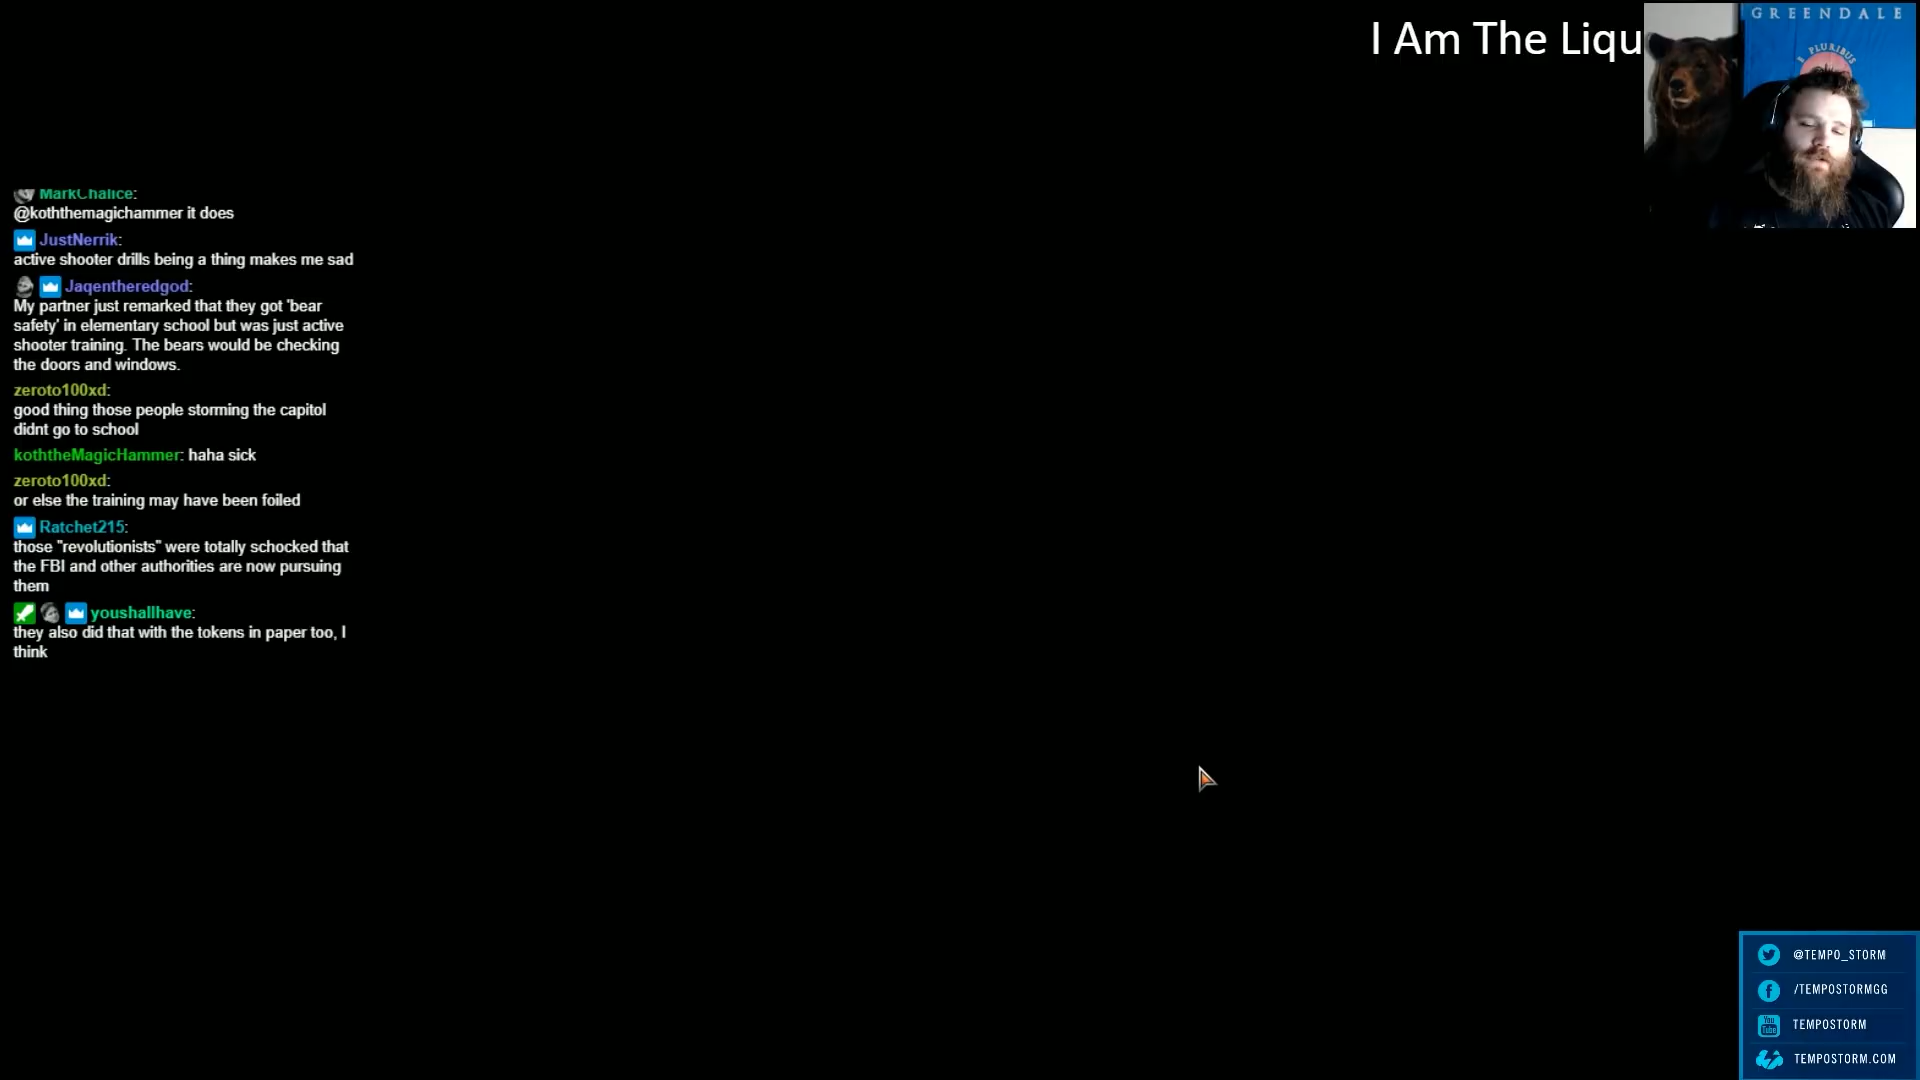 I Am The Liqu
GREENDALE
E PLURIBUS
MarkChalice:
@koththemagichammer it does
JustNerrik:
active shooter drills being a thing makes me sad
Jaqentheredgod:
My partner just remarked that they got 'bear
safety' in elementary school but was just active
shooter training. The bears would be checking
the doors and windows.
zeroto100xd:
good thing those people storming the capitol
didnt go to school
koththeMagicHammer: haha sick
zeroto100xd:
or else the training may have been foiled
Ratchet215:
those "revolutionists" were totally schocked that
the FBI and other authorities are now pursuing
them
youshallhave:
they also did that with the tokens in paper too, I
think
@TEMPO_STORM
/TEMPOSTORMGG
You
Tube
TEMPOSTORM
TEMPOSTORM.COM